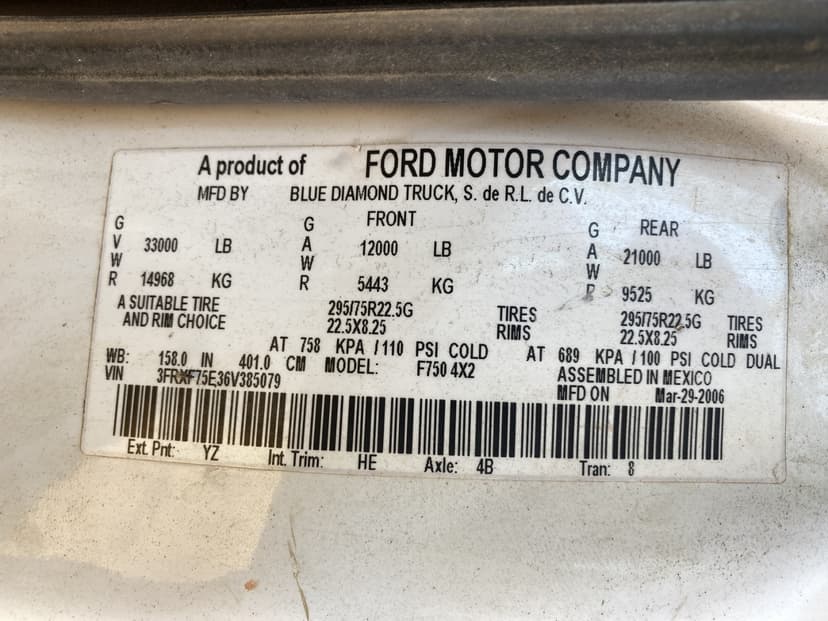 A product of FORD MOTOR COMPANY
MFD BY BLUE DIAMOND TRUCK, S. de R.L. de C.V.
GVWR 33000 LB 14968 KG
FRONT GAWR 12000 LB 5443 KG
REAR GAWR 21000 LB 9525 KG
A SUITABLE TIRE 295/75R22.5G TIRES 295/75R22.5G TIRES
AND RIM CHOICE 22.5X8.25 RIMS 22.5X8.25 RIMS
AT 758 KPA / 110 PSI COLD AT 689 KPA / 100 PSI COLD DUAL
WB: 158.0 IN 401.0 CM MODEL: F750 4X2 ASSEMBLED IN MEXICO
VIN 3FRXF75E36V385079 MFD ON Mar-29-2006
Ext. Pnt: YZ Int. Trim: HE Axle: 4B Tran: 8